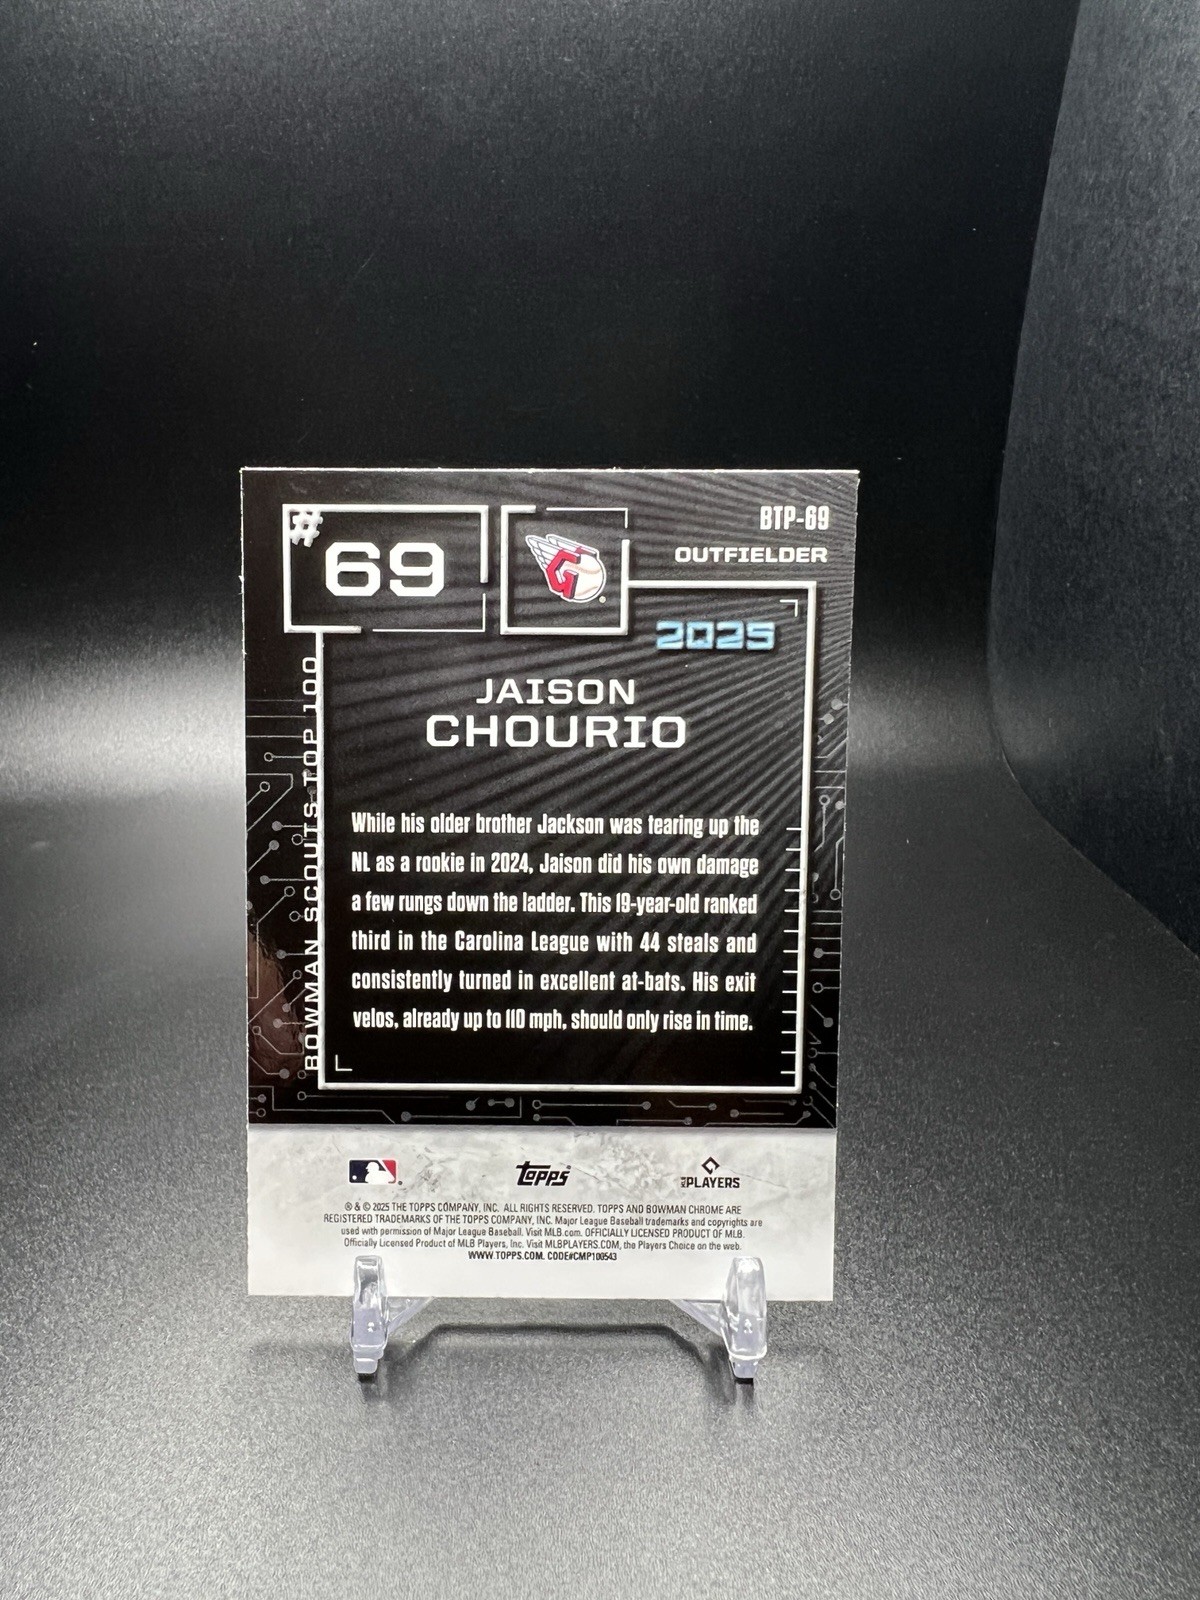 #69
BTP-69
OUTFIELDER
2025
JAISON
CHOURIO
BOWMAN SCOUTS TOP 100
While his older brother Jackson was tearing up the
NL as a rookie in 2024, Jaison did his own damage
a few rungs down the ladder. This 19-year-old ranked
third in the Carolina League with 44 steals and
consistently turned in excellent at-bats. His exit
velos, already up to 110 mph, should only rise in time.
Topps
MLB PLAYERS
® & © 2025 THE TOPPS COMPANY, INC. ALL RIGHTS RESERVED. TOPPS AND BOWMAN CHROME ARE
REGISTERED TRADEMARKS OF THE TOPPS COMPANY, INC. Major League Baseball trademarks and copyrights are
used with permission of Major League Baseball. Visit MLB.com. OFFICIALLY LICENSED PRODUCT OF MLB.
Officially Licensed Product of MLB Players, Inc. Visit MLBPLAYERS.COM, the Players Choice on the web.
WWW.TOPPS.COM. CODE#CMP100543